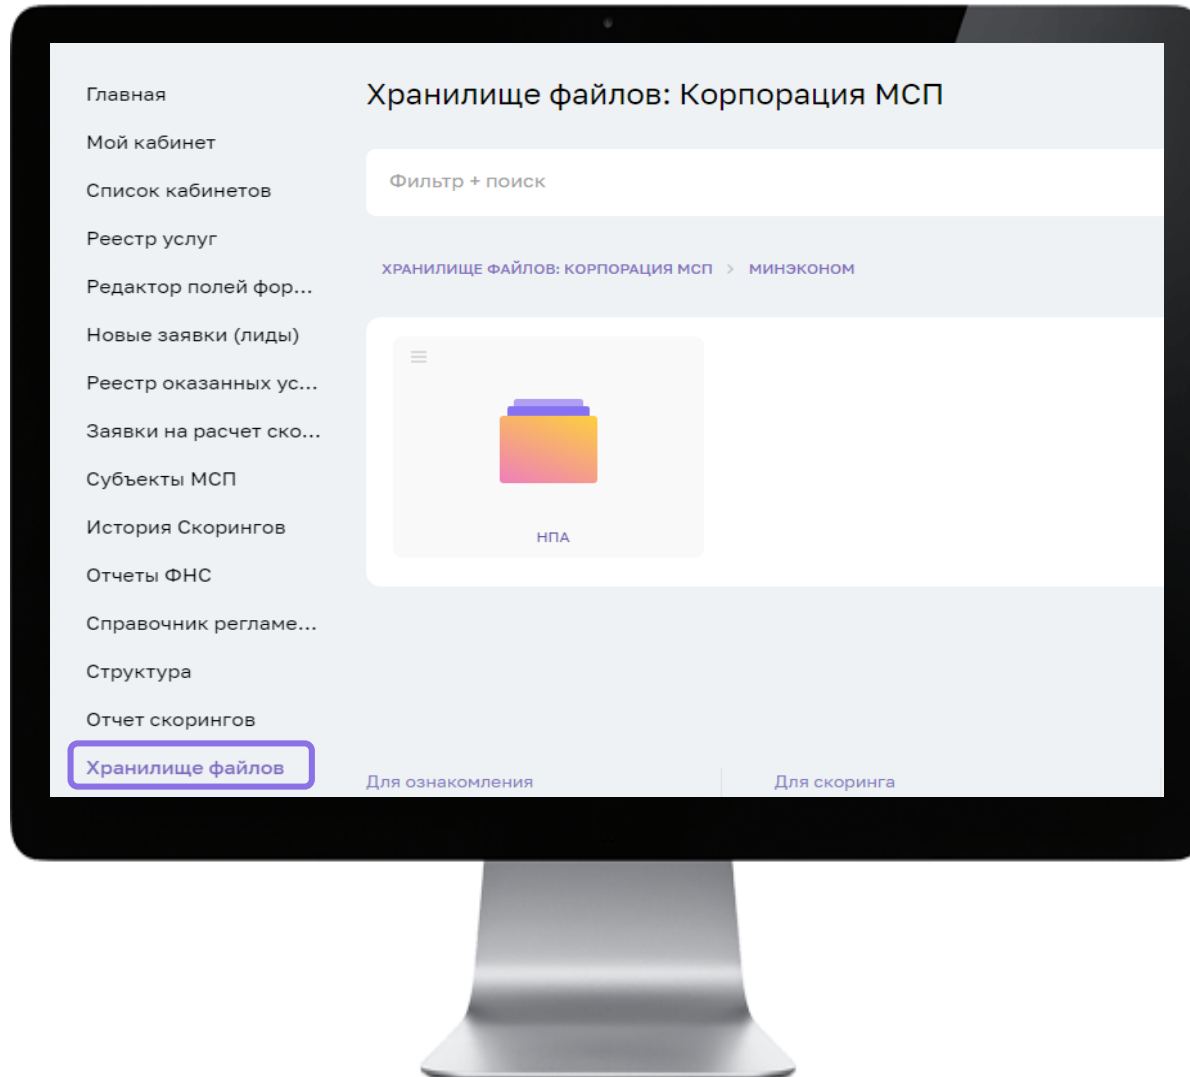 Главная
Мой кабинет
Список кабинетов
Реестр услуг
Редактор полей фор...
Новые заявки (лиды)
Реестр оказанных ус...
Заявки на расчет ско...
Субъекты МСП
История Скорингов
Отчеты ФНС
Справочник регламе...
Структура
Отчет скорингов
Хранилище файлов
Хранилище файлов: Корпорация МСП
Фильтр + поиск
ХРАНИЛИЩЕ ФАЙЛОВ: КОРПОРАЦИЯ МСП > МИНЭКОНОМ
НПА
Для ознакомления
Для скоринга